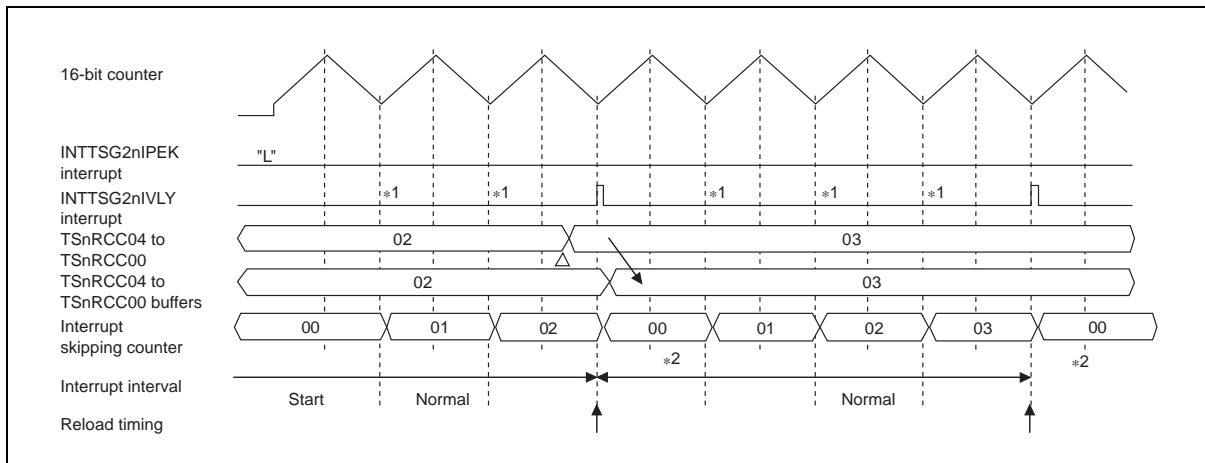 16-bit counter
INTTSG2nIPEK
interrupt
"L"
INTTSG2nIVLY
interrupt
*1 *1 *1 *1 *1
TSnRCC04 to
TSnRCC00
02 03
TSnRCC04 to
TSnRCC00 buffers
02 03
Interrupt
skipping counter
00 01 02 00 01 02 03 00
*2 *2
Interrupt interval
Start Normal Normal
Reload timing